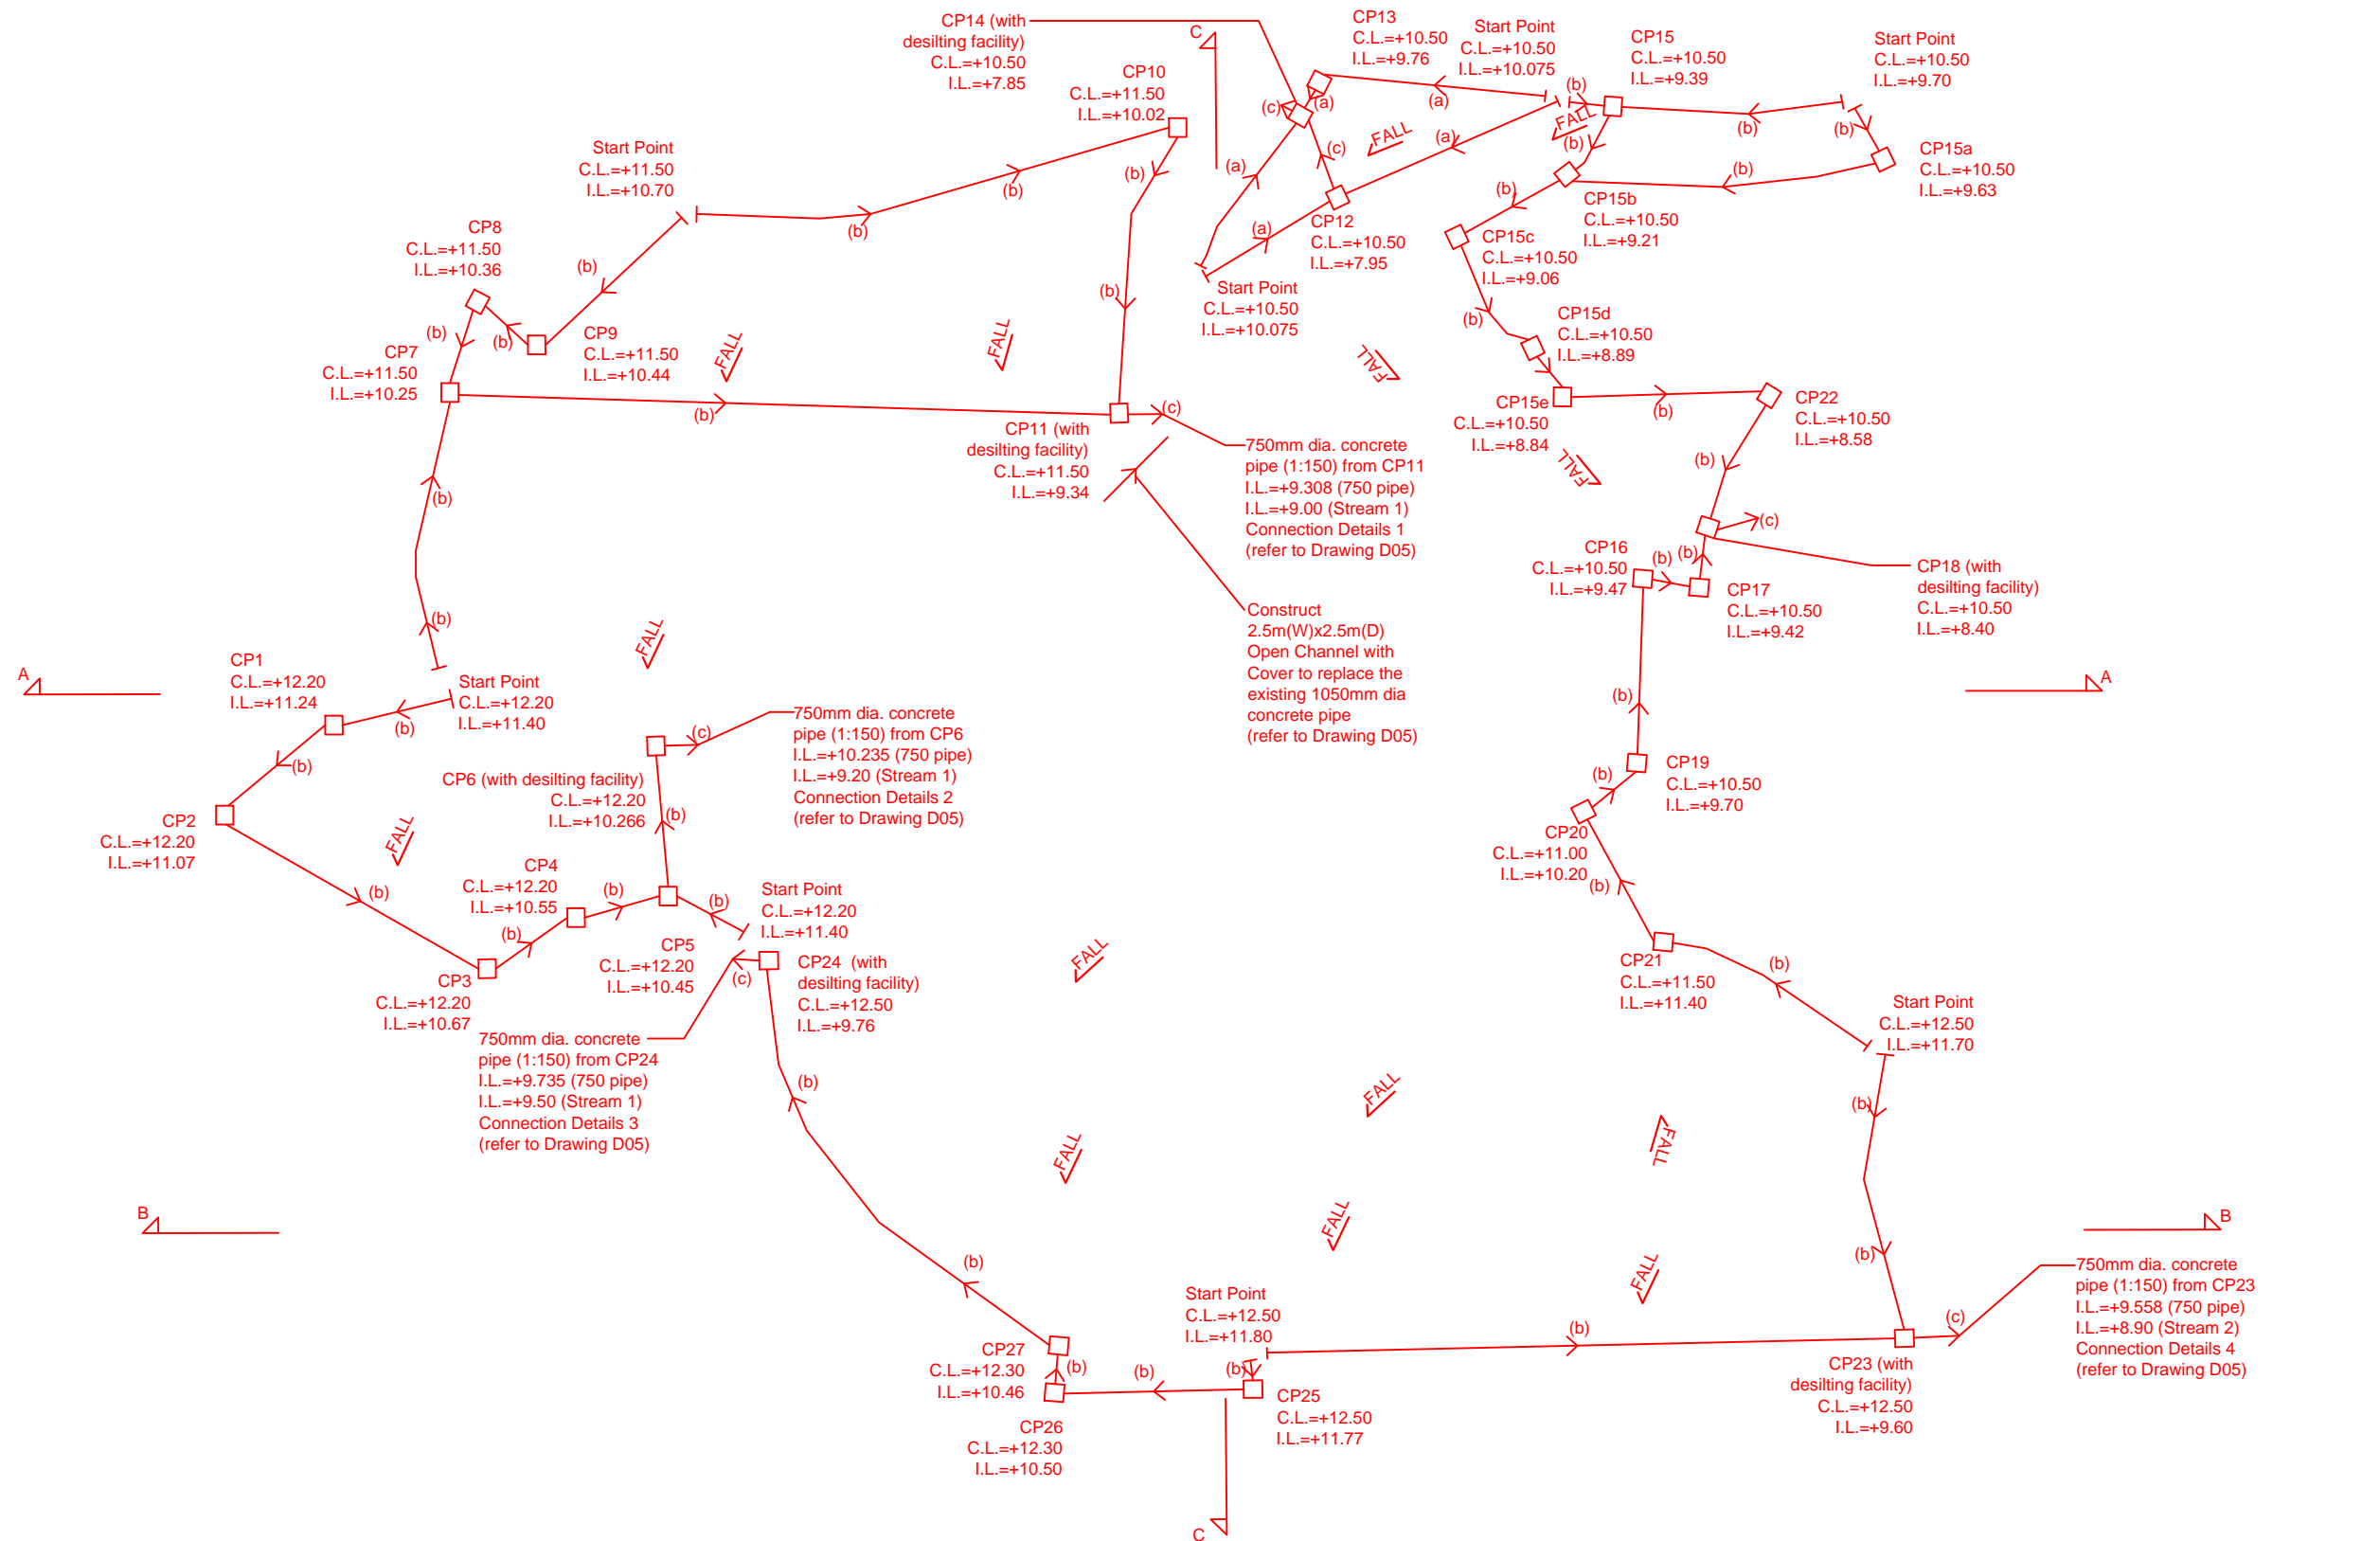 CP14 (with
desilting facility)
C.L.=+10.50
I.L.=+7.85
C
CP13
C.L.=+10.50
I.L.=+9.76
Start Point
C.L.=+10.50
I.L.=+10.075
CP15
C.L.=+10.50
I.L.=+9.39
Start Point
C.L.=+10.50
I.L.=+9.70
CP10
C.L.=+11.50
I.L.=+10.02
(c)
(a)
(a)
(b)
(b)
(b)
FALL
FALL
(a)
(b)
(c)
CP15a
C.L.=+10.50
I.L.=+9.63
Start Point
C.L.=+11.50
I.L.=+10.70
(b)
(b)
(a)
(b)
(b)
CP15b
C.L.=+10.50
I.L.=+9.21
CP12
C.L.=+10.50
I.L.=+7.95
(a)
(b)
CP8
C.L.=+11.50
I.L.=+10.36
(b)
CP15c
C.L.=+10.50
I.L.=+9.06
Start Point
C.L.=+10.50
I.L.=+10.075
(b)
(b)
CP15d
C.L.=+10.50
I.L.=+8.89
(b)
(b)
CP9
C.L.=+11.50
I.L.=+10.44
CP7
C.L.=+11.50
I.L.=+10.25
FALL
FALL
FALL
(b)
(c)
CP15e
C.L.=+10.50
I.L.=+8.84
(b)
CP22
C.L.=+10.50
I.L.=+8.58
CP11 (with
desilting facility)
C.L.=+11.50
I.L.=+9.34
750mm dia. concrete
pipe (1:150) from CP11
I.L.=+9.308 (750 pipe)
I.L.=+9.00 (Stream 1)
Connection Details 1
(refer to Drawing D05)
FALL
(b)
(b)
(c)
CP16
C.L.=+10.50
I.L.=+9.47
(b)
(b)
CP17
C.L.=+10.50
I.L.=+9.42
CP18 (with
desilting facility)
C.L.=+10.50
I.L.=+8.40
(b)
FALL
Construct
2.5m(W)x2.5m(D)
Open Channel with
Cover to replace the
existing 1050mm dia
concrete pipe
(refer to Drawing D05)
A
CP1
C.L.=+12.20
I.L.=+11.24
Start Point
C.L.=+12.20
I.L.=+11.40
(b)
(b)
A
(b)
750mm dia. concrete
pipe (1:150) from CP6
I.L.=+10.235 (750 pipe)
I.L.=+9.20 (Stream 1)
Connection Details 2
(refer to Drawing D05)
(c)
CP6 (with desilting facility)
C.L.=+12.20
I.L.=+10.266
(b)
CP19
C.L.=+10.50
I.L.=+9.70
(b)
CP2
C.L.=+12.20
I.L.=+11.07
FALL
CP20
C.L.=+11.00
I.L.=+10.20
(b)
CP4
C.L.=+12.20
I.L.=+10.55
(b)
(b)
(b)
(b)
Start Point
C.L.=+12.20
I.L.=+11.40
CP5
C.L.=+12.20
I.L.=+10.45
CP3
C.L.=+12.20
I.L.=+10.67
CP24 (with
desilting facility)
C.L.=+12.50
I.L.=+9.76
(c)
FALL
CP21
C.L.=+11.50
I.L.=+11.40
(b)
Start Point
C.L.=+12.50
I.L.=+11.70
750mm dia. concrete
pipe (1:150) from CP24
I.L.=+9.735 (750 pipe)
I.L.=+9.50 (Stream 1)
Connection Details 3
(refer to Drawing D05)
(b)
FALL
(b)
FALL
FALL
B
FALL
B
(b)
FALL
(b)
750mm dia. concrete
pipe (1:150) from CP23
I.L.=+9.558 (750 pipe)
I.L.=+8.90 (Stream 2)
Connection Details 4
(refer to Drawing D05)
Start Point
C.L.=+12.50
I.L.=+11.80
(b)
(c)
CP27
C.L.=+12.30
I.L.=+10.46
(b)
(b)
(b)
CP25
C.L.=+12.50
I.L.=+11.77
CP23 (with
desilting facility)
C.L.=+12.50
I.L.=+9.60
CP26
C.L.=+12.30
I.L.=+10.50
C